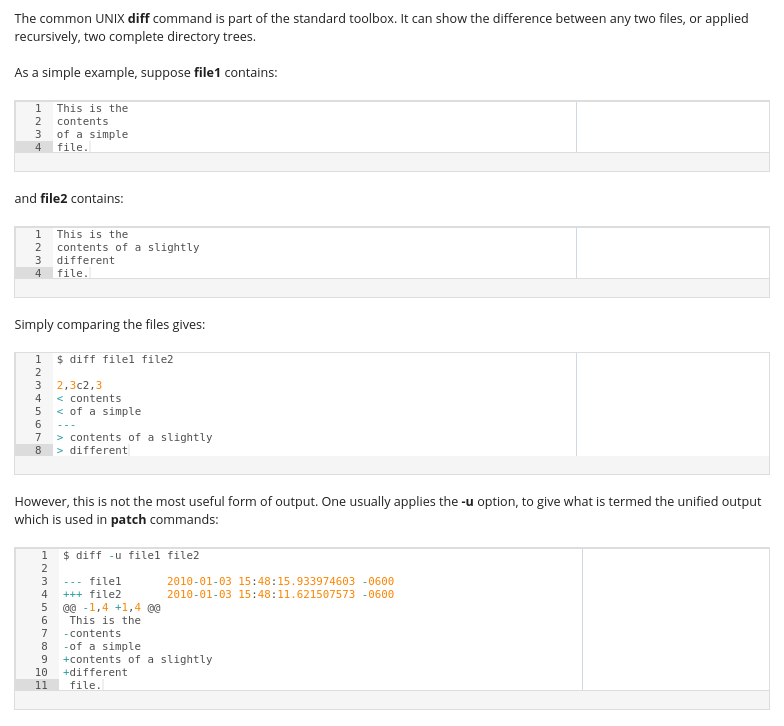 The common UNIX diff command is part of the standard toolbox. It can show the difference between any two files, or applied
recursively, two complete directory trees.
As a simple example, suppose file1 contains:
1 This is the
2 contents
3 of a simple
4 file.
and file2 contains:
1 This is the
2 contents of a slightly
3 different
4 file.
Simply comparing the files gives:
1 $ diff file1 file2
2
3 2,3c2,3
4 < contents
5 < of a simple
6 ---
7 > contents of a slightly
8 > different
However, this is not the most useful form of output. One usually applies the -u option, to give what is termed the unified output
which is used in patch commands:
1 $ diff -u file1 file2
2
3 --- file1       2010-01-03 15:48:15.933974603 -0600
4 +++ file2       2010-01-03 15:48:11.621507573 -0600
5 @@ -1,4 +1,4 @@
6  This is the
7 -contents
8 -of a simple
9 +contents of a slightly
10 +different
11  file.